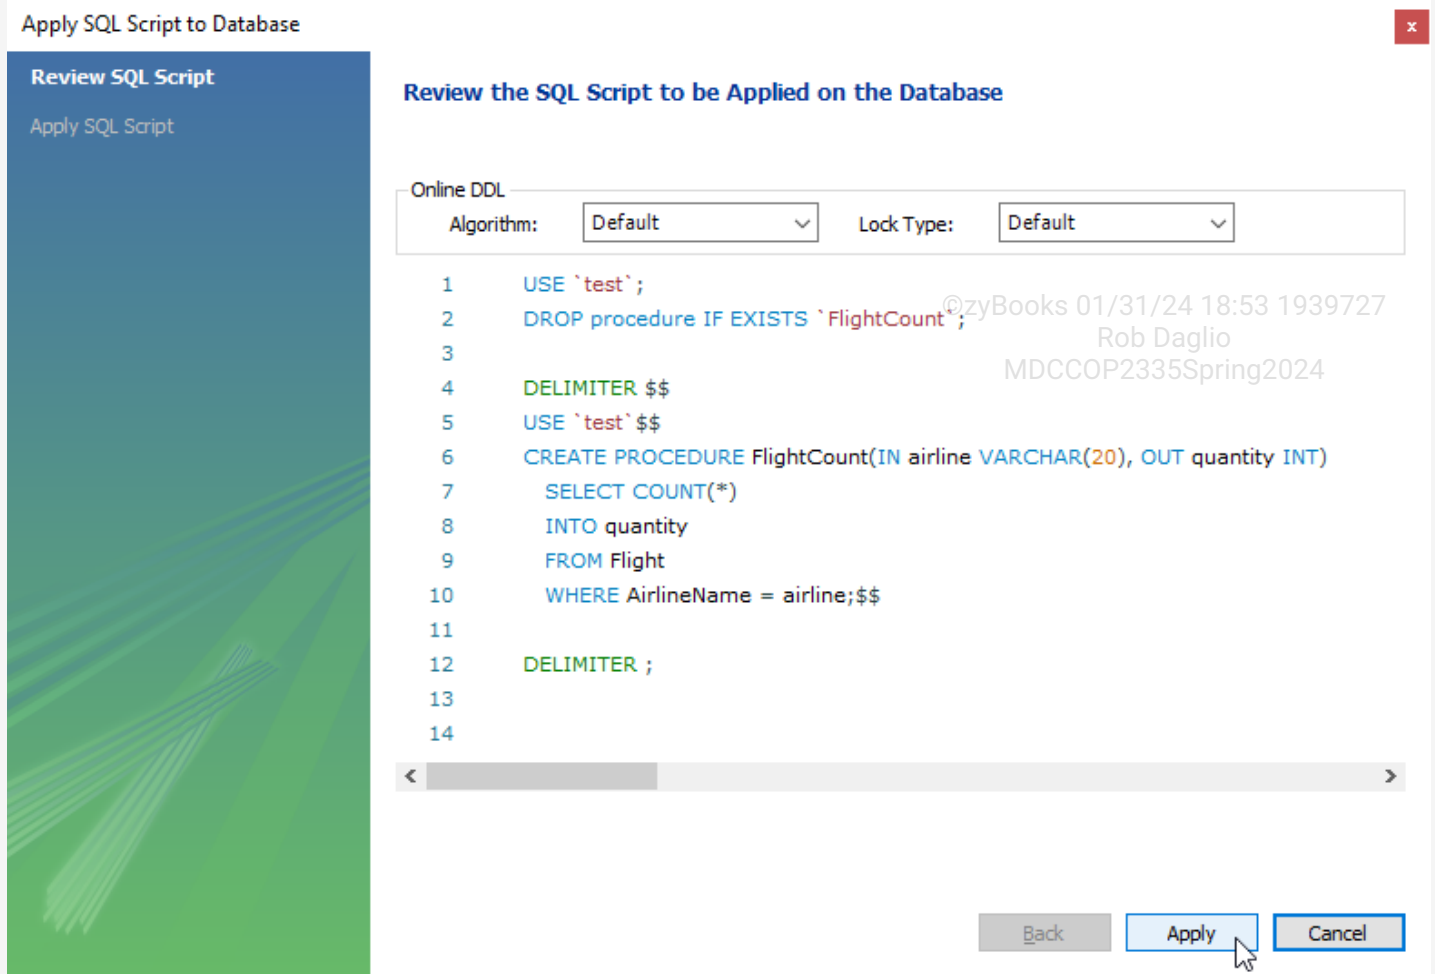 Apply SQL Script to Database
x
Review SQL Script
Apply SQL Script
Review the SQL Script to be Applied on the Database
Online DDL
Algorithm: Default Lock Type: Default
1 USE `test`;
2 DROP procedure IF EXISTS `FlightCount`;
3
4 DELIMITER $$
5 USE `test`$$
6 CREATE PROCEDURE FlightCount(IN airline VARCHAR(20), OUT quantity INT)
7 SELECT COUNT(*)
8 INTO quantity
9 FROM Flight
10 WHERE AirlineName = airline;$$
11
12 DELIMITER ;
13
14
©zyBooks 01/31/24 18:53 1939727
Rob Daglio
MDCCOP2335Spring2024
Back Apply Cancel